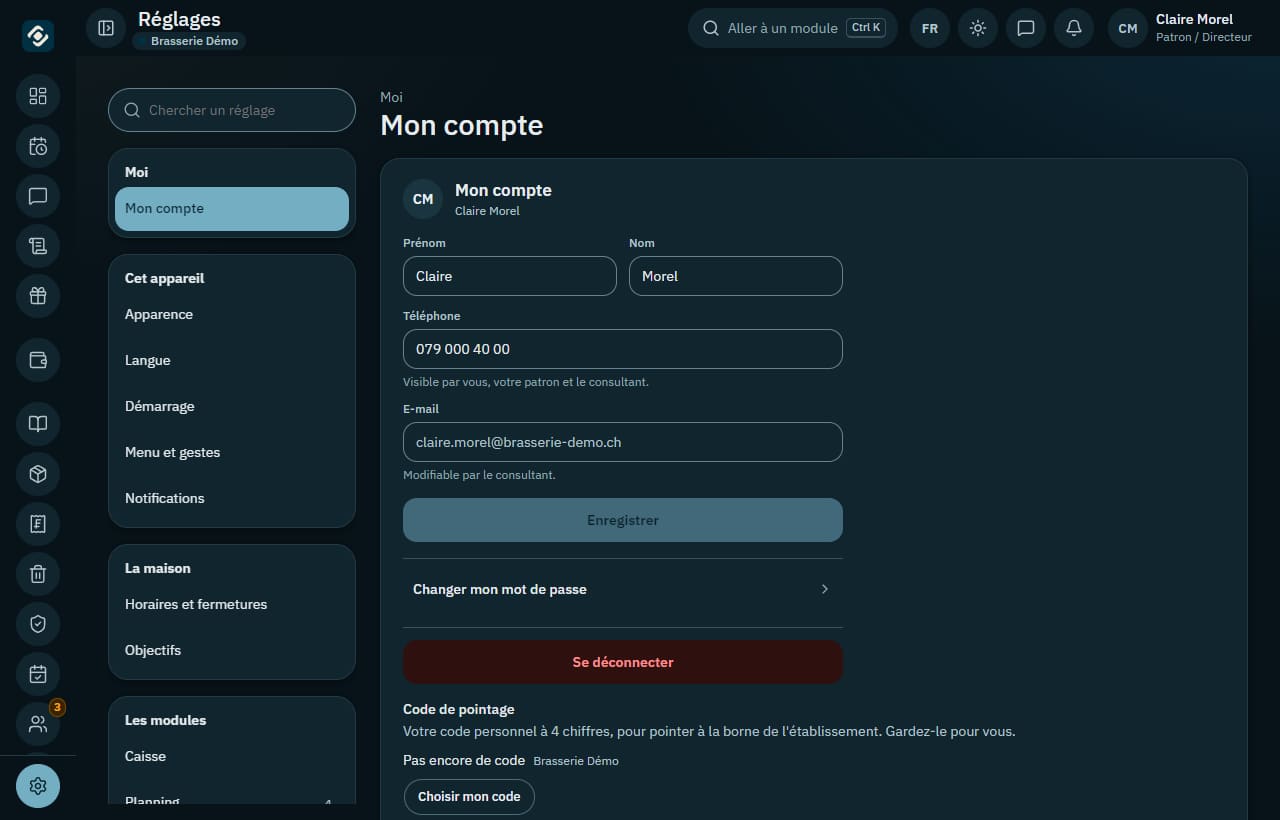 Réglages
Brasserie Démo
Aller à un module
Ctrl K
FR
CM
Claire Morel
Patron / Directeur
Chercher un réglage
Moi
Mon compte
Cet appareil
Apparence
Langue
Démarrage
Menu et gestes
Notifications
La maison
Horaires et fermetures
Objectifs
Les modules
Caisse
Planning 4
3
Moi
Mon compte
CM
Mon compte
Claire Morel
Prénom
Nom
Claire
Morel
Téléphone
079 000 40 00
Visible par vous, votre patron et le consultant.
E-mail
claire.morel@brasserie-demo.ch
Modifiable par le consultant.
Enregistrer
Changer mon mot de passe
Se déconnecter
Code de pointage
Votre code personnel à 4 chiffres, pour pointer à la borne de l'établissement. Gardez-le pour vous.
Pas encore de code Brasserie Démo
Choisir mon code